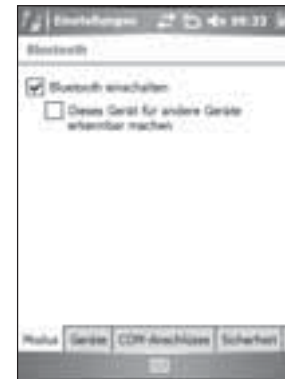 Einstellungen
Bluetooth
Bluetooth einschalten
Dieses Gerät für andere Geräte
erkennbar machen
Modus Geräte COM-Anschlüsse Sicherheit